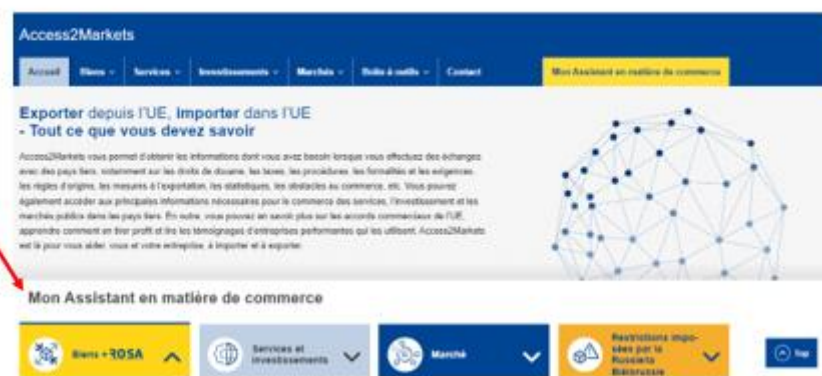 Access2Markets
Accueil Biens Services Investissements Marchés Boîte à outils Contact Mon Assistant en matière de commerce
Exporter depuis l'UE, Importer dans l'UE
- Tout ce que vous devez savoir
Access2Markets vous permet d'obtenir les informations dont vous avez besoin lorsque vous effectuez des échanges
avec des pays tiers, notamment sur les droits de douane, les taxes, les procédures, les formalités et les exigences,
les règles d'origine, les mesures à l'exportation, les statistiques, les obstacles au commerce, etc. Vous pouvez
également accéder aux principales informations nécessaires pour le commerce des services, l'investissement et les
marchés publics dans les pays tiers. En outre, vous pouvez en savoir plus sur les accords commerciaux de l'UE,
apprendre comment en tirer profit et lire les témoignages d'entreprises performantes qui les utilisent. Access2Markets
est là pour vous aider, vous et votre entreprise, à importer et à exporter.
Mon Assistant en matière de commerce
Biens +ROSA
Services et
investissements
Marché
Restrictions impo-
sées par la
Russie/la
Biélorussie
Top